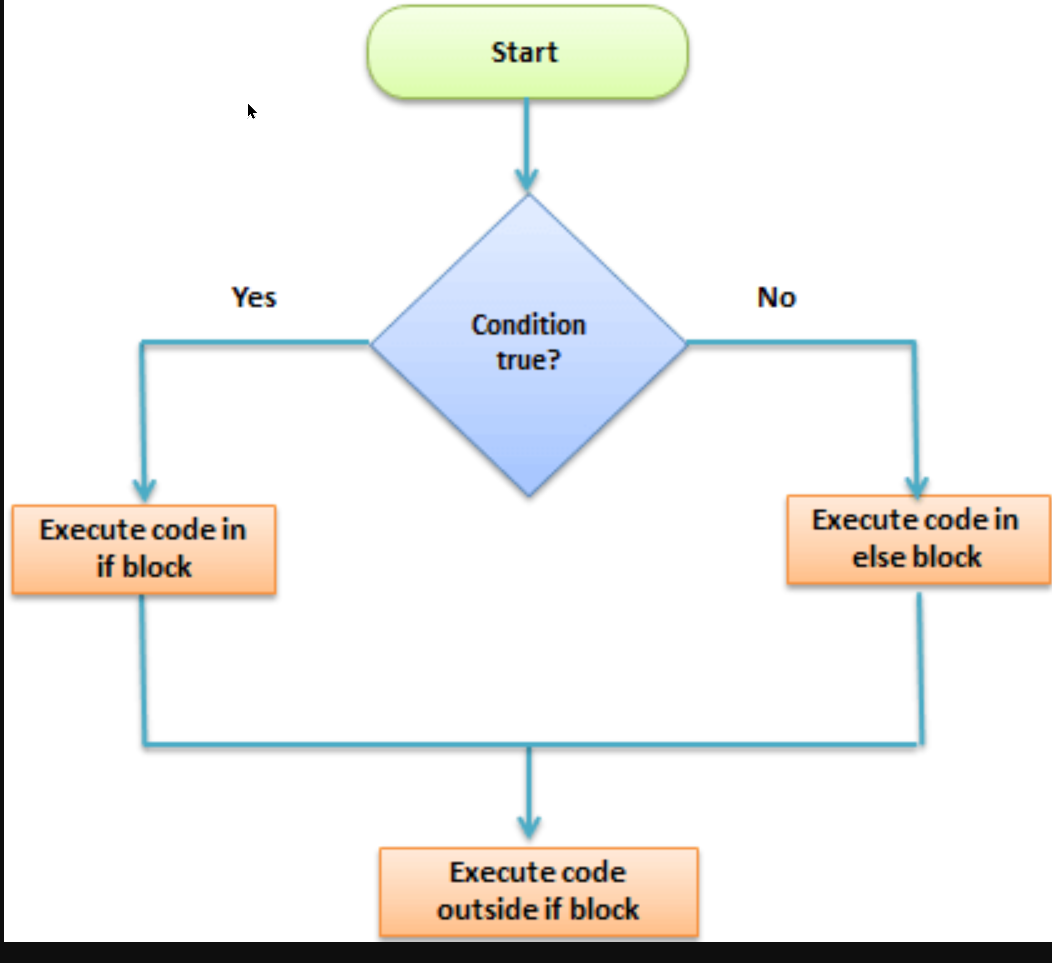 Start
Yes
No
Condition
true?
Execute code in
if block
Execute code in
else block
Execute code
outside if block